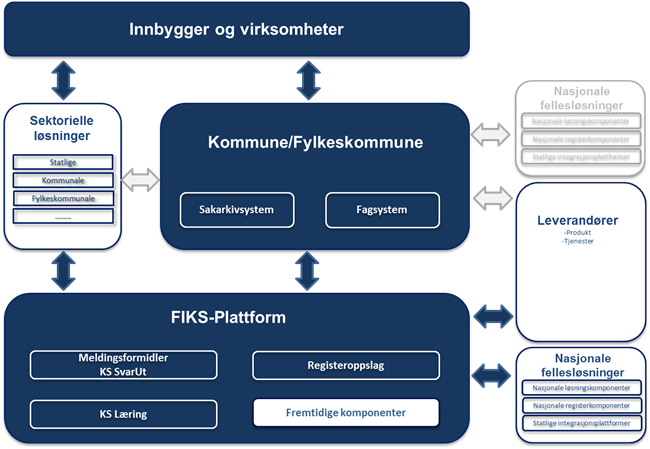 Innbygger og virksomheter
Sektorielle
løsninger
Statlige
Kommunale
Fylkeskommunale
Kommune/Fylkeskommune
Sakarkivsystem
Fagsystem
Nasjonale
fellesløsninger
Nasjonale løsningskomponenter
Nasjonale registerkomponenter
Statlige integrasjonsplattformer
Leverandører
-Produkt
-Tjenester
FIKS-Plattform
Meldingsformidler
KS SvarUt
Registeroppslag
KS Læring
Fremtidige komponenter
Nasjonale
fellesløsninger
Nasjonale løsningskomponenter
Nasjonale registerkomponenter
Statlige integrasjonsplattformer